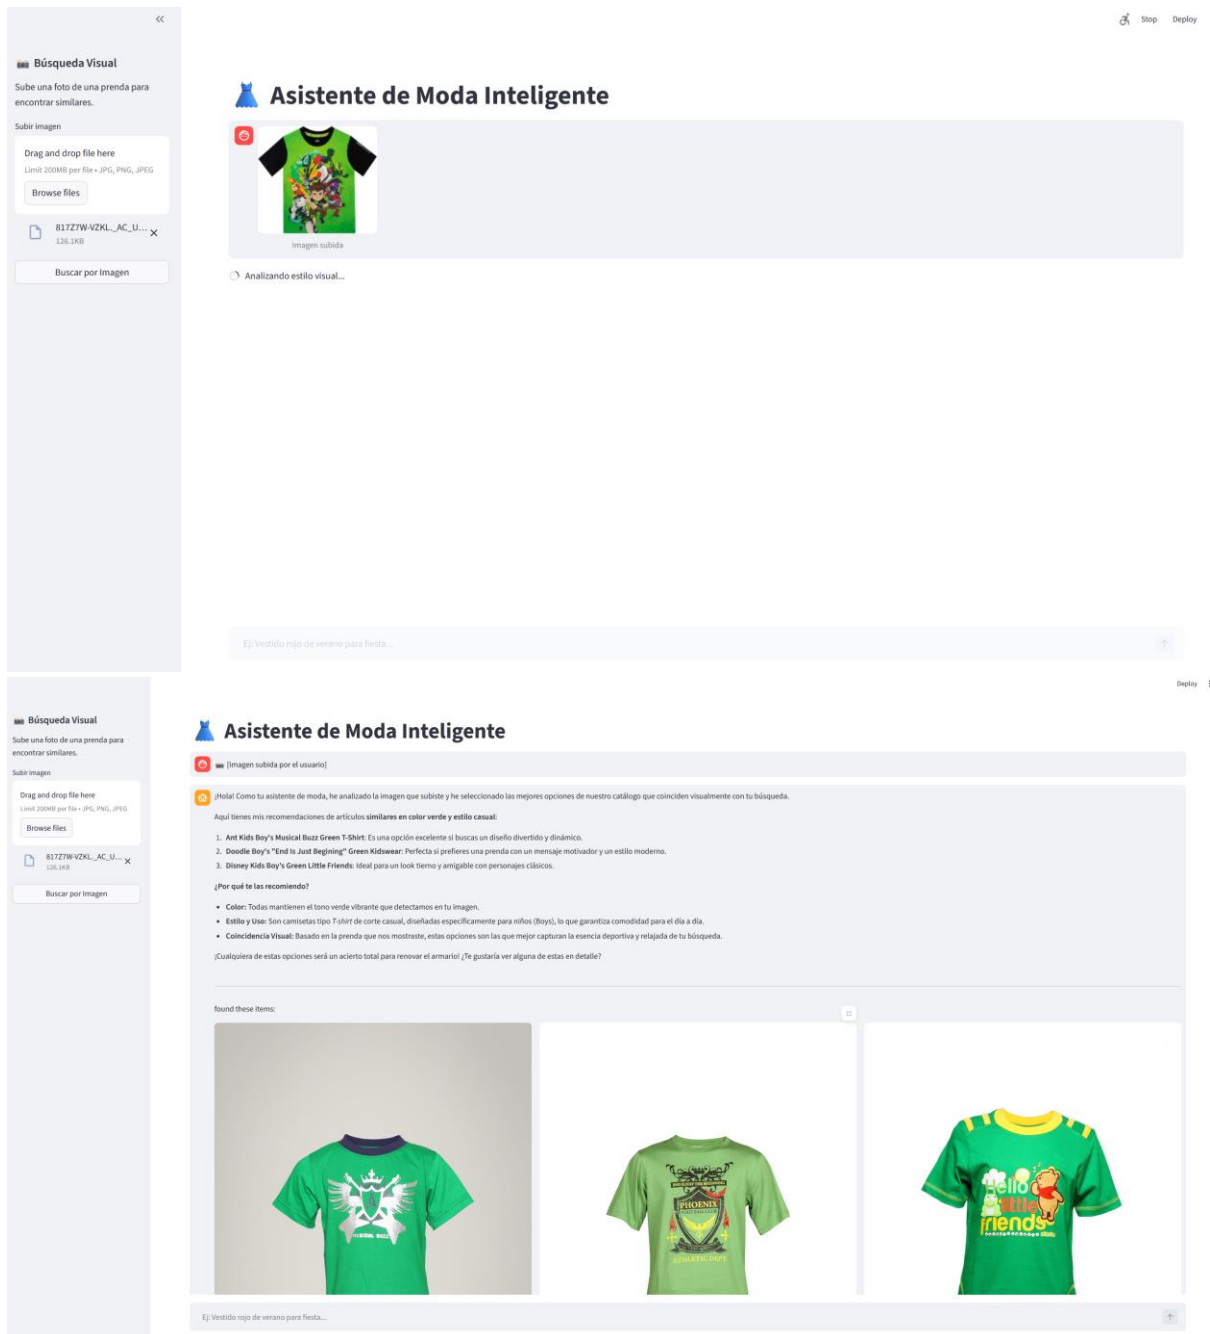 Stop Deploy
Búsqueda Visual
Sube una foto de una prenda para
encontrar similares.
Subir imagen
Drag and drop file here
Limit 200MB per file • JPG, PNG, JPEG
Browse files
817Z7W-VZKL._AC_U...
126.1KB
Buscar por Imagen
Asistente de Moda Inteligente
Imagen subida
Analizando estilo visual...
Ej: Vestido rojo de verano para fiesta...
Deploy
Búsqueda Visual
Sube una foto de una prenda para
encontrar similares.
Subir imagen
Drag and drop file here
Limit 200MB per file • JPG, PNG, JPEG
Browse files
817Z7W-VZKL._AC_U...
126.1KB
Buscar por Imagen
Asistente de Moda Inteligente
[Imagen subida por el usuario]
¡Hola! Como tu asistente de moda, he analizado la imagen que subiste y he seleccionado las mejores opciones de nuestro catálogo que coinciden visualmente con tu búsqueda.
Aquí tienes mis recomendaciones de artículos similares en color verde y estilo casual:
1. Ant Kids Boy's Musical Buzz Green T-Shirt: Es una opción excelente si buscas un diseño divertido y dinámico.
2. Doodle Boy's "End Is Just Begining" Green Kidswear: Perfecta si prefieres una prenda con un mensaje motivador y un estilo moderno.
3. Disney Kids Boy's Green Little Friends: Ideal para un look tierno y amigable con personajes clásicos.
¿Por qué te las recomiendo?
• Color: Todas mantienen el tono verde vibrante que detectamos en tu imagen.
• Estilo y Uso: Son camisetas tipo T-shirt de corte casual, diseñadas específicamente para niños (Boys), lo que garantiza comodidad para el día a día.
• Coincidencia Visual: Basado en la prenda que nos mostraste, estas opciones son las que mejor capturan la esencia deportiva y relajada de tu búsqueda.
¡Cualquiera de estas opciones será un acierto total para renovar el armario! ¿Te gustaría ver alguna de estas en detalle?
found these items:
PHOENIX
ATHLETIC DEPT
Hello
little
friends
Ej: Vestido rojo de verano para fiesta...